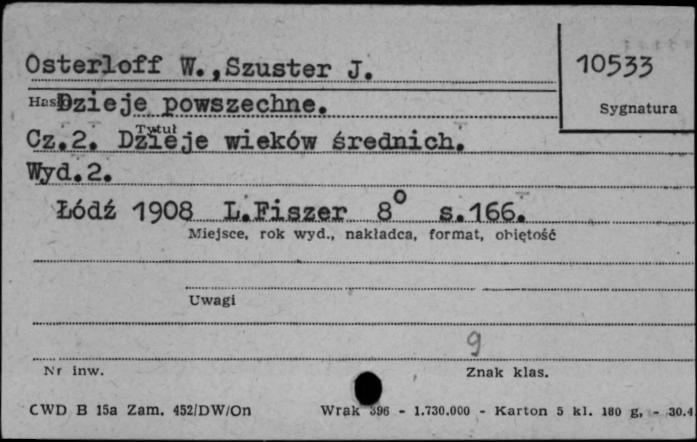 Osterloff W.,Szuster J.
10533
Sygnatura
Hasło Dzieje powszechne.
Tytuł
Cz.2. Dzieje wieków średnich.
Wyd.2.
Łódź 1908 L.Fiszer 8° s.166.
Miejsce, rok wyd., nakładca, format, objętość
Uwagi
9
Nr inw.
Znak klas.
CWD B 15a Zam. 452/DW/On
Wrak 396 - 1.730.000 - Karton 5 kl. 180 g, - 30.4